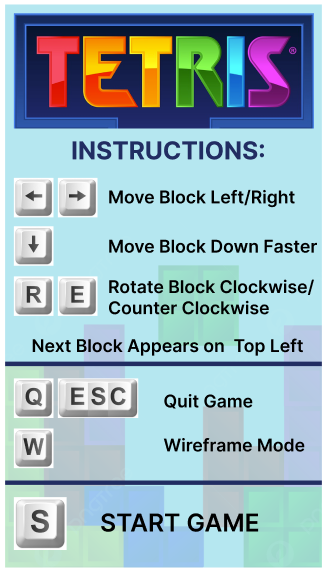 TETRIS®
INSTRUCTIONS:
← → Move Block Left/Right
↓ Move Block Down Faster
R E Rotate Block Clockwise/
Counter Clockwise
Next Block Appears on Top Left
Q ESC Quit Game
W Wireframe Mode
S START GAME